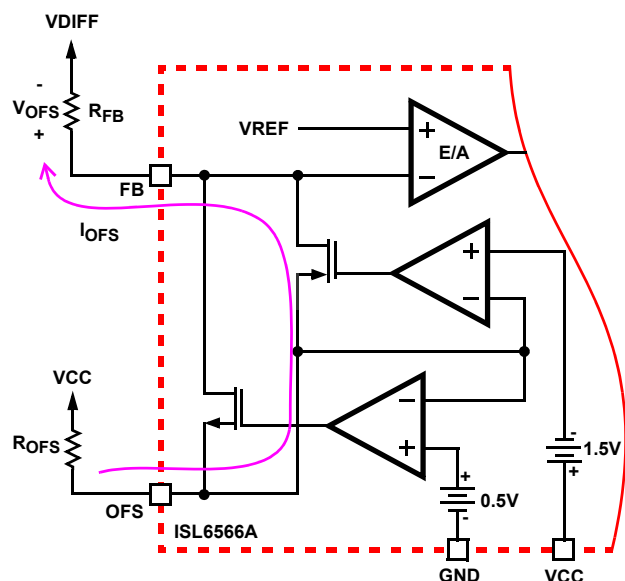 VDIFF
-
VOFS
+
RFB
VREF
+
-
E/A
FB
IOFS
+
-
VCC
ROFS
-
+
-
1.5V
+
+
0.5V
-
OFS
ISL6566A
GND
VCC